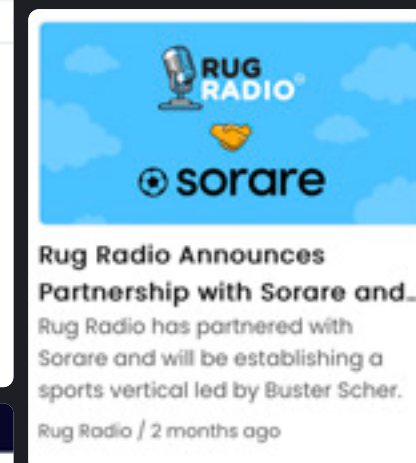 RUG
RADIO
sorare
Rug Radio Announces
Partnership with Sorare and...
Rug Radio has partnered with
Sorare and will be establishing a
sports vertical led by Buster Scher.
Rug Radio / 2 months ago